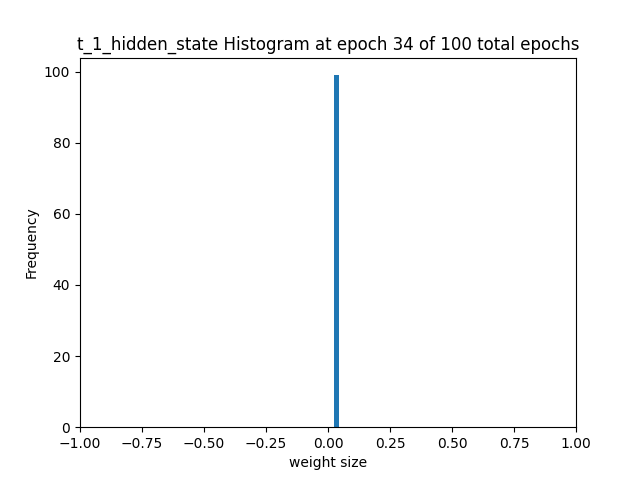 t_1_hidden_state Histogram at epoch 34 of 100 total epochs
Frequency
100
80
60
40
20
0
−1.00 −0.75 −0.50 −0.25 0.00 0.25 0.50 0.75 1.00
weight size